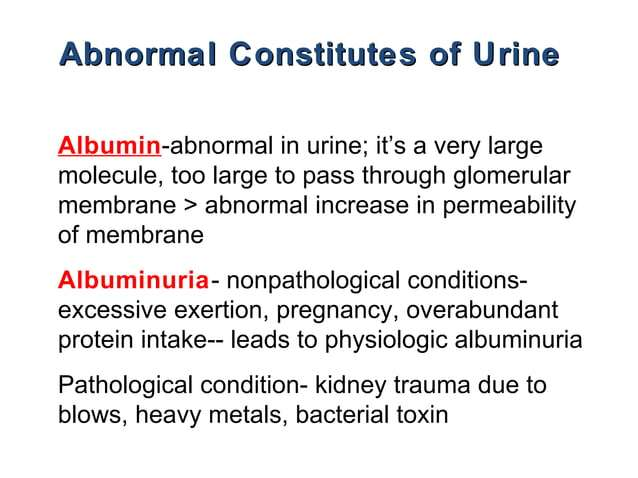 Abnormal Constitutes of Urine
Albumin-abnormal in urine; it’s a very large
molecule, too large to pass through glomerular
membrane > abnormal increase in permeability
of membrane
Albuminuria- nonpathological conditions-
excessive exertion, pregnancy, overabundant
protein intake-- leads to physiologic albuminuria
Pathological condition- kidney trauma due to
blows, heavy metals, bacterial toxin